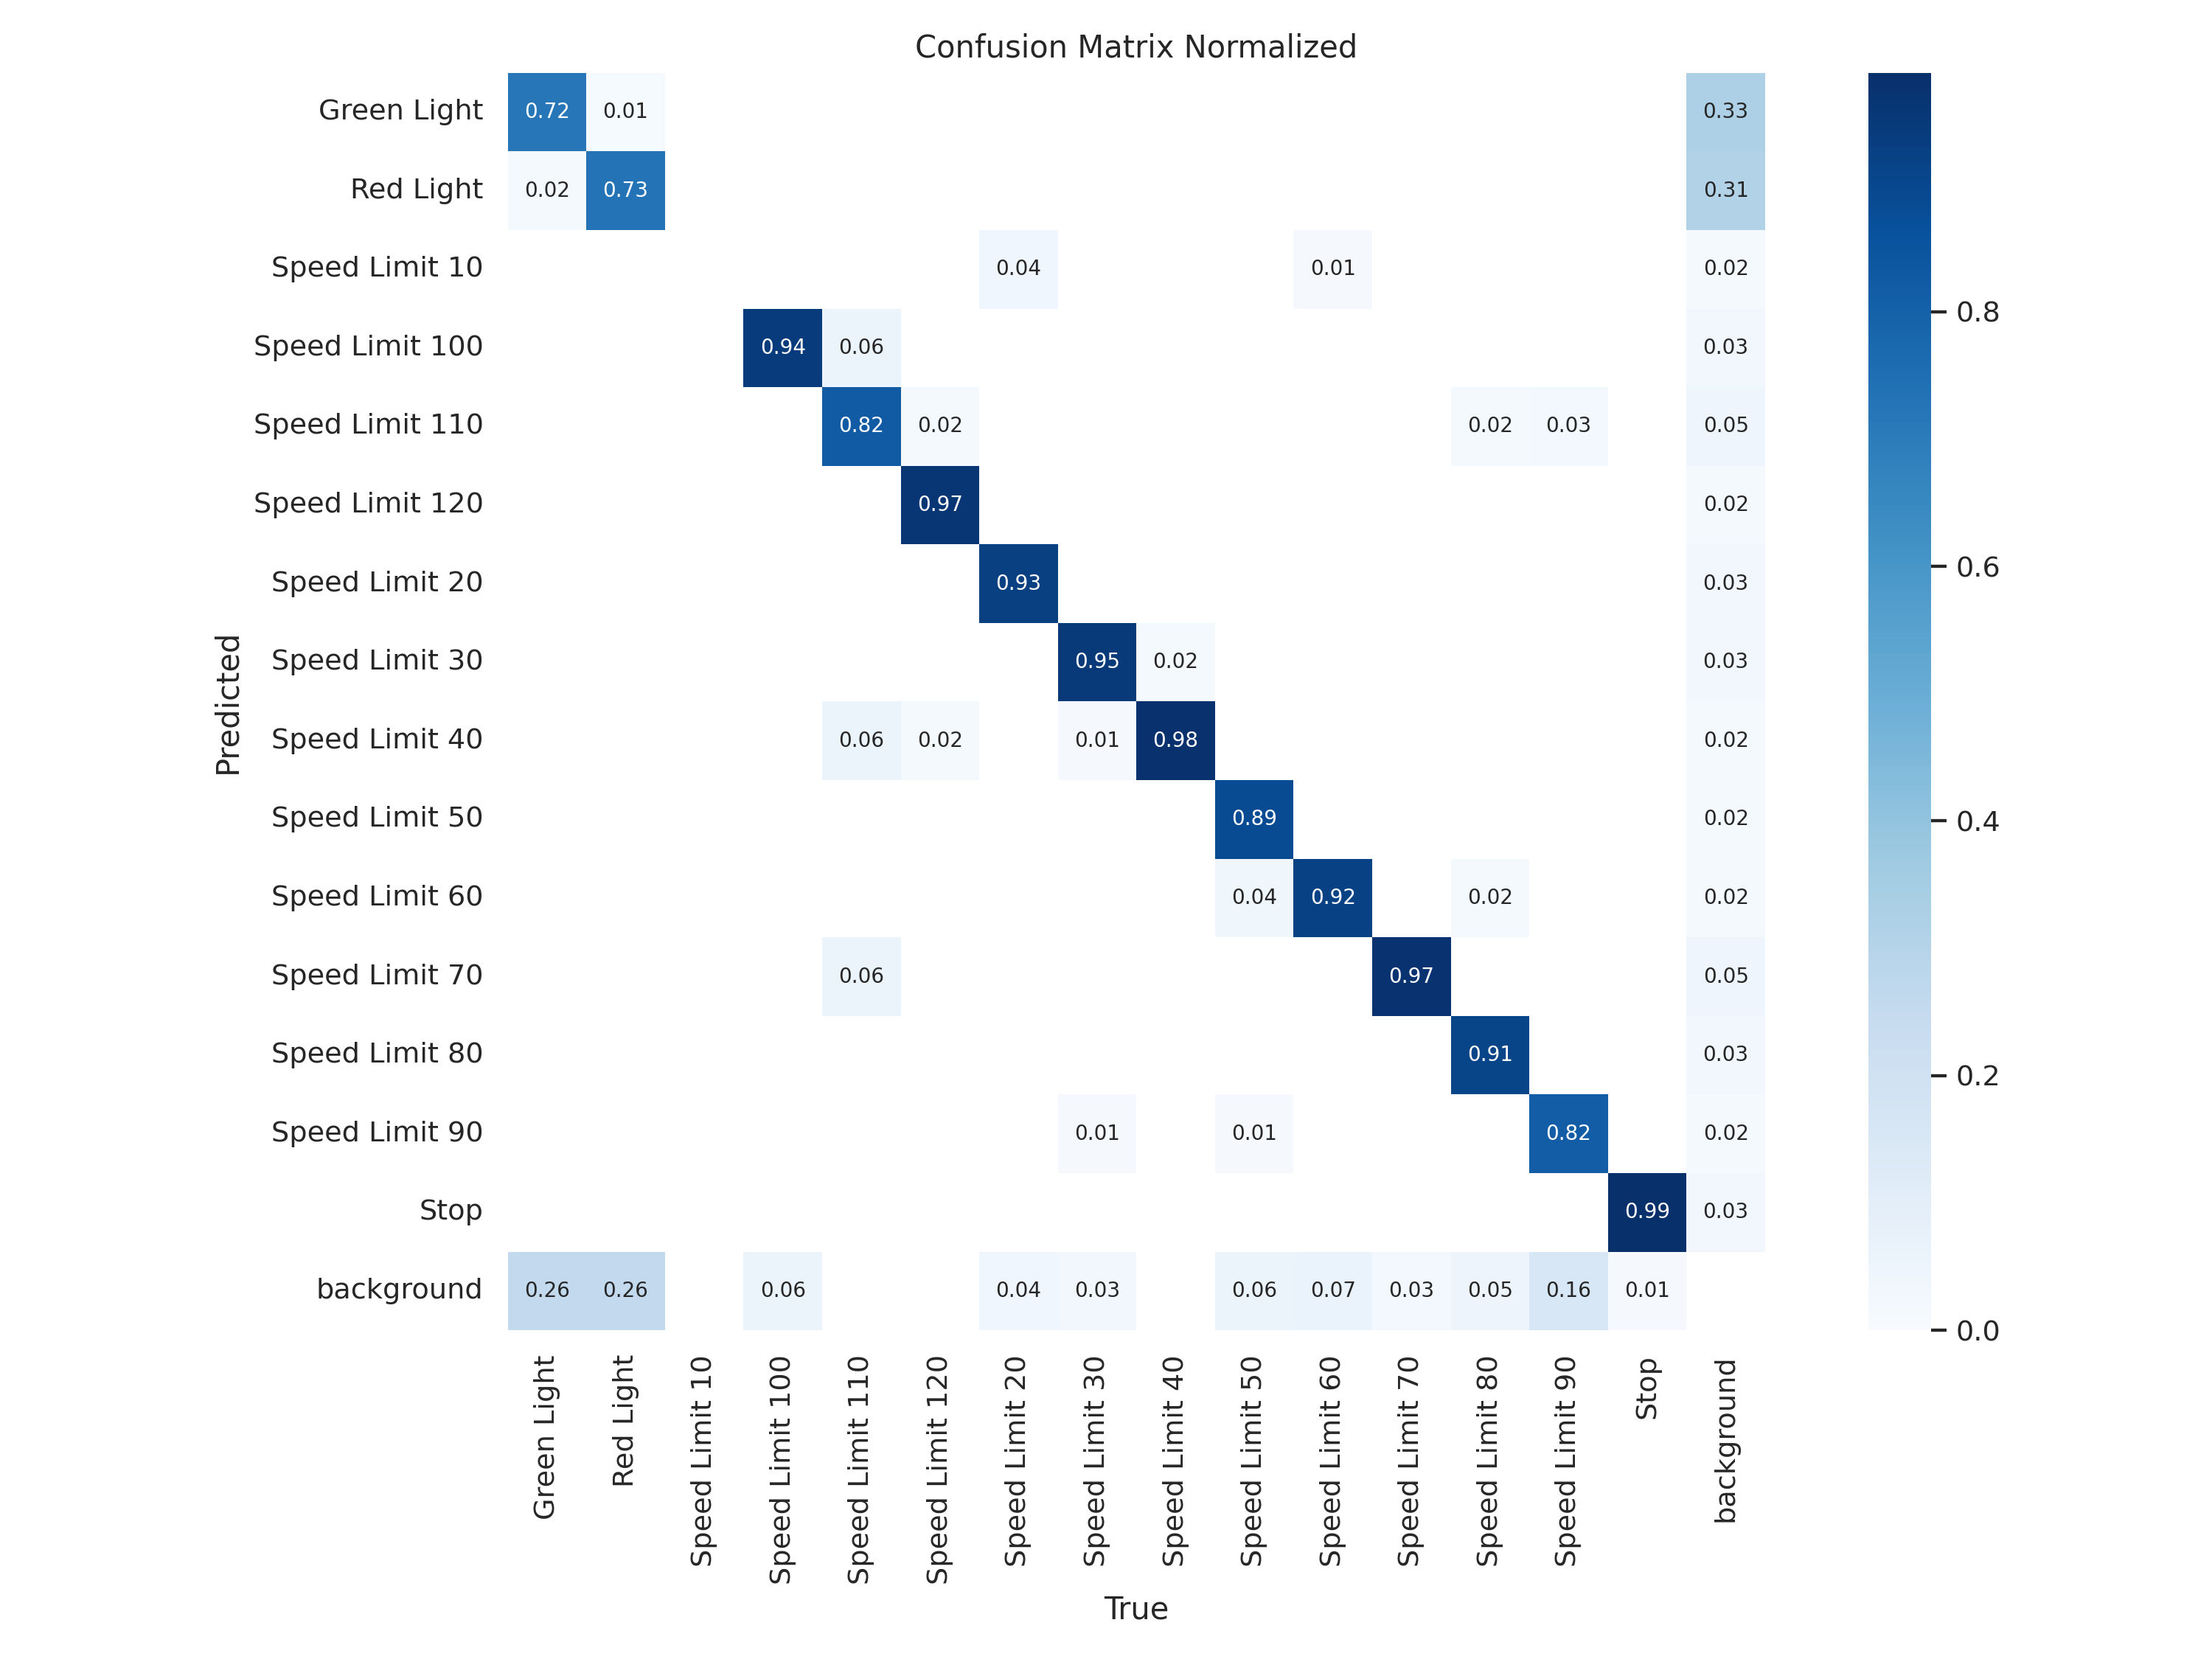 Confusion Matrix Normalized
Green Light 0.72 0.01 0.33
Red Light 0.02 0.73 0.31
Speed Limit 10 0.04 0.01 0.02
Speed Limit 100 0.94 0.06 0.03
Speed Limit 110 0.82 0.02 0.02 0.03 0.05
Speed Limit 120 0.97 0.02
Speed Limit 20 0.93 0.03
Speed Limit 30 0.95 0.02 0.03
Speed Limit 40 0.06 0.02 0.01 0.98 0.02
Speed Limit 50 0.89 0.02
Speed Limit 60 0.04 0.92 0.02 0.02
Speed Limit 70 0.06 0.97 0.05
Speed Limit 80 0.91 0.03
Speed Limit 90 0.01 0.01 0.82 0.02
Stop 0.99 0.03
background 0.26 0.26 0.06 0.04 0.03 0.06 0.07 0.03 0.05 0.16 0.01
Predicted
Green Light
Red Light
Speed Limit 10
Speed Limit 100
Speed Limit 110
Speed Limit 120
Speed Limit 20
Speed Limit 30
Speed Limit 40
Speed Limit 50
Speed Limit 60
Speed Limit 70
Speed Limit 80
Speed Limit 90
Stop
background
True
0.8
0.6
0.4
0.2
0.0